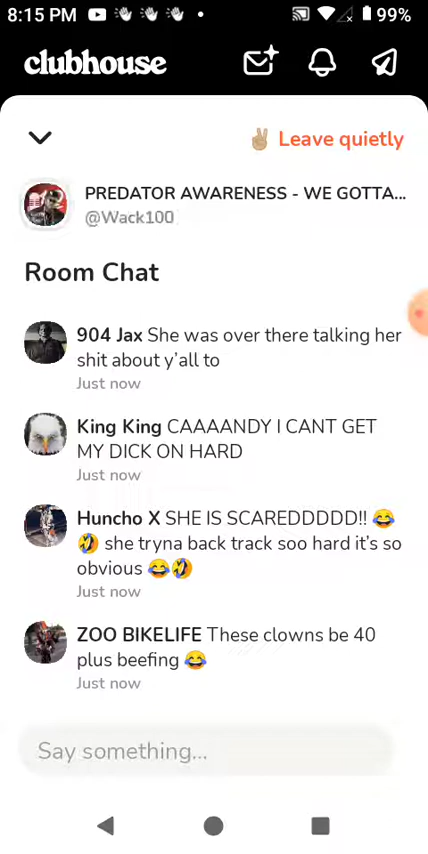 8:15 PM 99%
clubhouse
✌🏽 Leave quietly
PREDATOR AWARENESS - WE GOTTA...
@Wack100
Room Chat
904 Jax She was over there talking her
shit about y'all to
Just now
King King CAAAANDY I CANT GET
MY DICK ON HARD
Just now
Huncho X SHE IS SCAREDDDDD!! 😂
🤣 she tryna back track soo hard it's so
obvious 😂🤣
Just now
ZOO BIKELIFE These clowns be 40
plus beefing 😂
Just now
Say something...